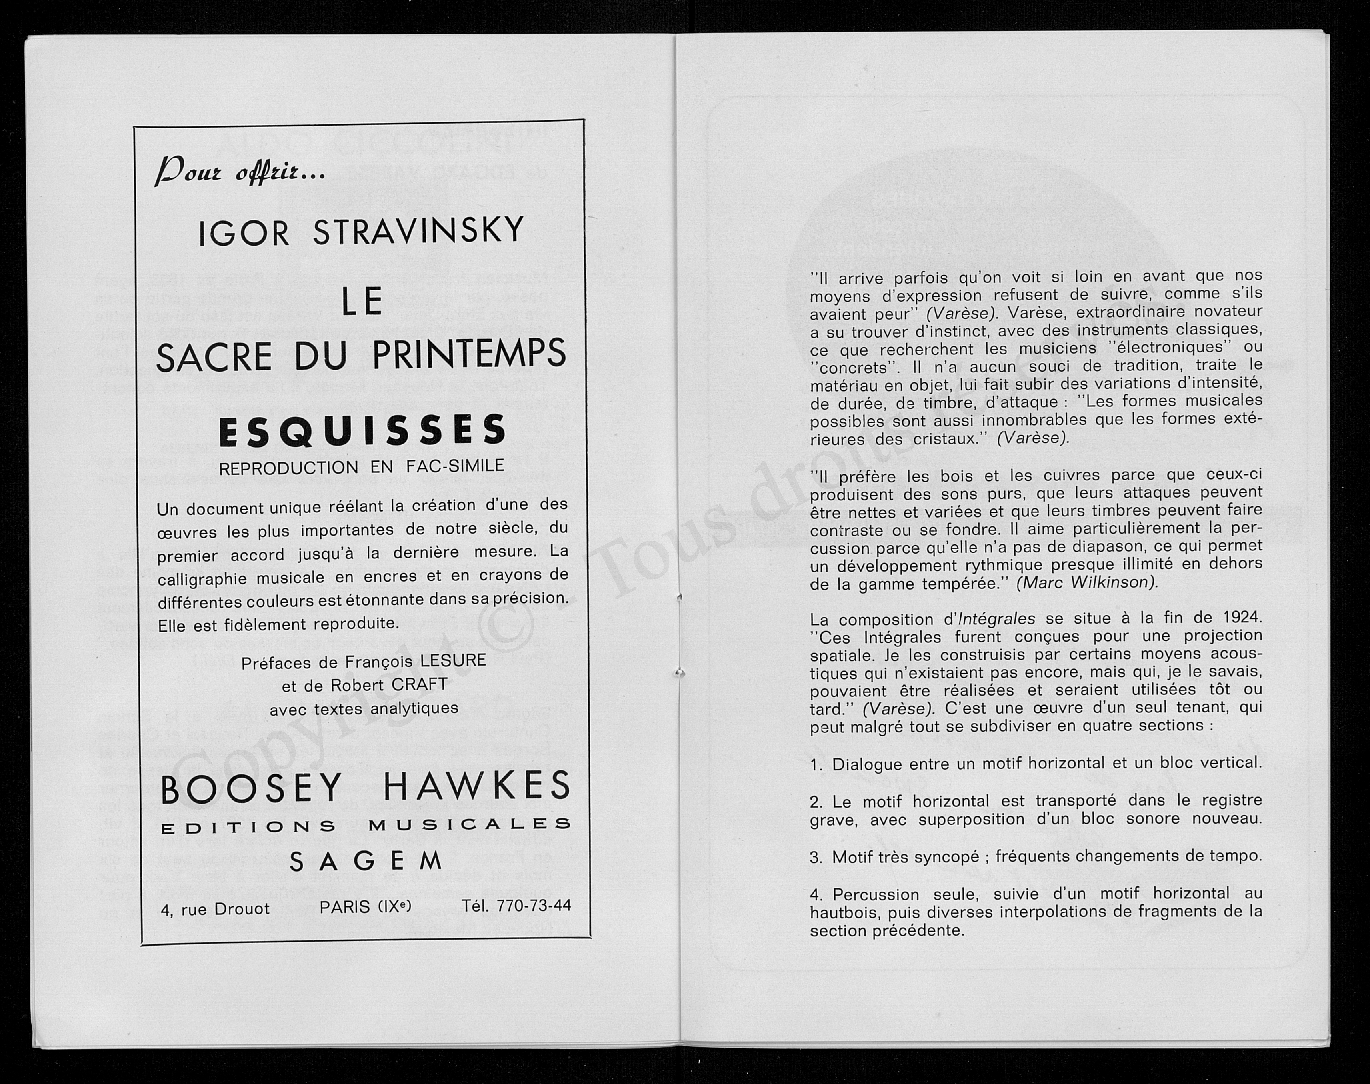 Pour offrir...
IGOR STRAVINSKY
LE
SACRE DU PRINTEMPS
ESQUISSES
REPRODUCTION EN FAC-SIMILE
Un document unique réélant la création d'une des
œuvres les plus importantes de notre siècle, du
premier accord jusqu'à la dernière mesure. La
calligraphie musicale en encres et en crayons de
différentes couleurs est étonnante dans sa précision.
Elle est fidèlement reproduite.
Préfaces de François LESURE
et de Robert CRAFT
avec textes analytiques
BOOSEY HAWKES
EDITIONS MUSICALES
SAGEM
4, rue Drouot PARIS (IXe) Tél. 770-73-44
"Il arrive parfois qu'on voit si loin en avant que nos
moyens d'expression refusent de suivre, comme s'ils
avaient peur" (Varèse). Varèse, extraordinaire novateur
a su trouver d'instinct, avec des instruments classiques,
ce que recherchent les musiciens "électroniques" ou
"concrets". Il n'a aucun souci de tradition, traite le
matériau en objet, lui fait subir des variations d'intensité,
de durée, de timbre, d'attaque : "Les formes musicales
possibles sont aussi innombrables que les formes exté-
rieures des cristaux." (Varèse).
"Il préfère les bois et les cuivres parce que ceux-ci
produisent des sons purs, que leurs attaques peuvent
être nettes et variées et que leurs timbres peuvent faire
contraste ou se fondre. Il aime particulièrement la per-
cussion parce qu'elle n'a pas de diapason, ce qui permet
un développement rythmique presque illimité en dehors
de la gamme tempérée." (Marc Wilkinson).
La composition d'Intégrales se situe à la fin de 1924.
"Ces Intégrales furent conçues pour une projection
spatiale. Je les construisis par certains moyens acous-
tiques qui n'existaient pas encore, mais qui, je le savais,
pouvaient être réalisées et seraient utilisées tôt ou
tard." (Varèse). C'est une œuvre d'un seul tenant, qui
peut malgré tout se subdiviser en quatre sections :
1. Dialogue entre un motif horizontal et un bloc vertical.
2. Le motif horizontal est transporté dans le registre
grave, avec superposition d'un bloc sonore nouveau.
3. Motif très syncopé ; fréquents changements de tempo.
4. Percussion seule, suivie d'un motif horizontal au
hautbois, puis diverses interpolations de fragments de la
section précédente.
Copyright © - Tous droits